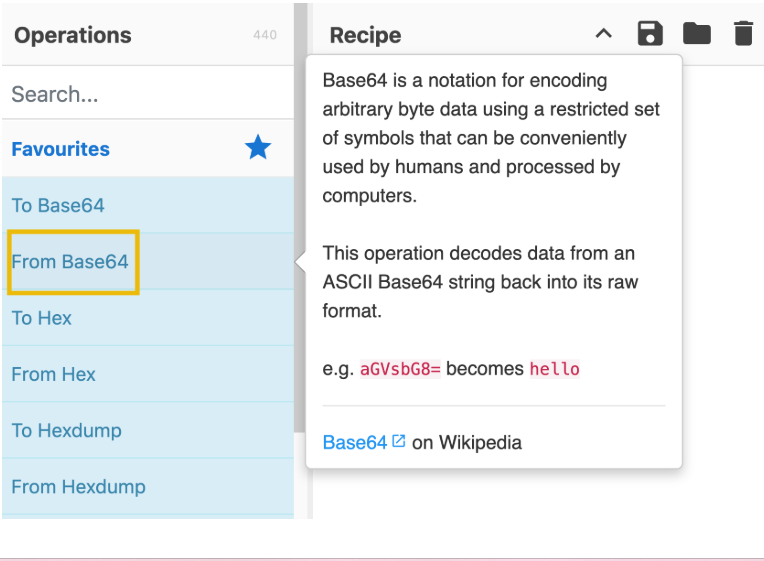 Operations 440
Search...
Favourites
To Base64
From Base64
To Hex
From Hex
To Hexdump
From Hexdump
Recipe
Base64 is a notation for encoding
arbitrary byte data using a restricted set
of symbols that can be conveniently
used by humans and processed by
computers.
This operation decodes data from an
ASCII Base64 string back into its raw
format.
e.g. aGVsbG8= becomes hello
Base64 on Wikipedia